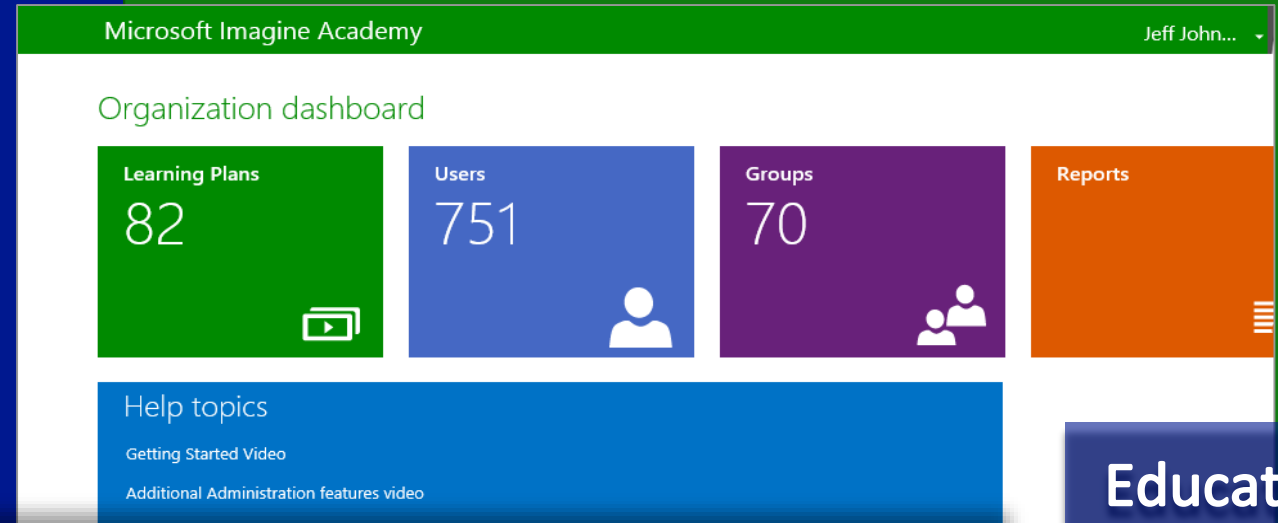 Microsoft Imagine Academy
Jeff John...
Organization dashboard
Learning Plans
82
Users
751
Groups
70
Reports
Help topics
Getting Started Video
Additional Administration features video
Educat